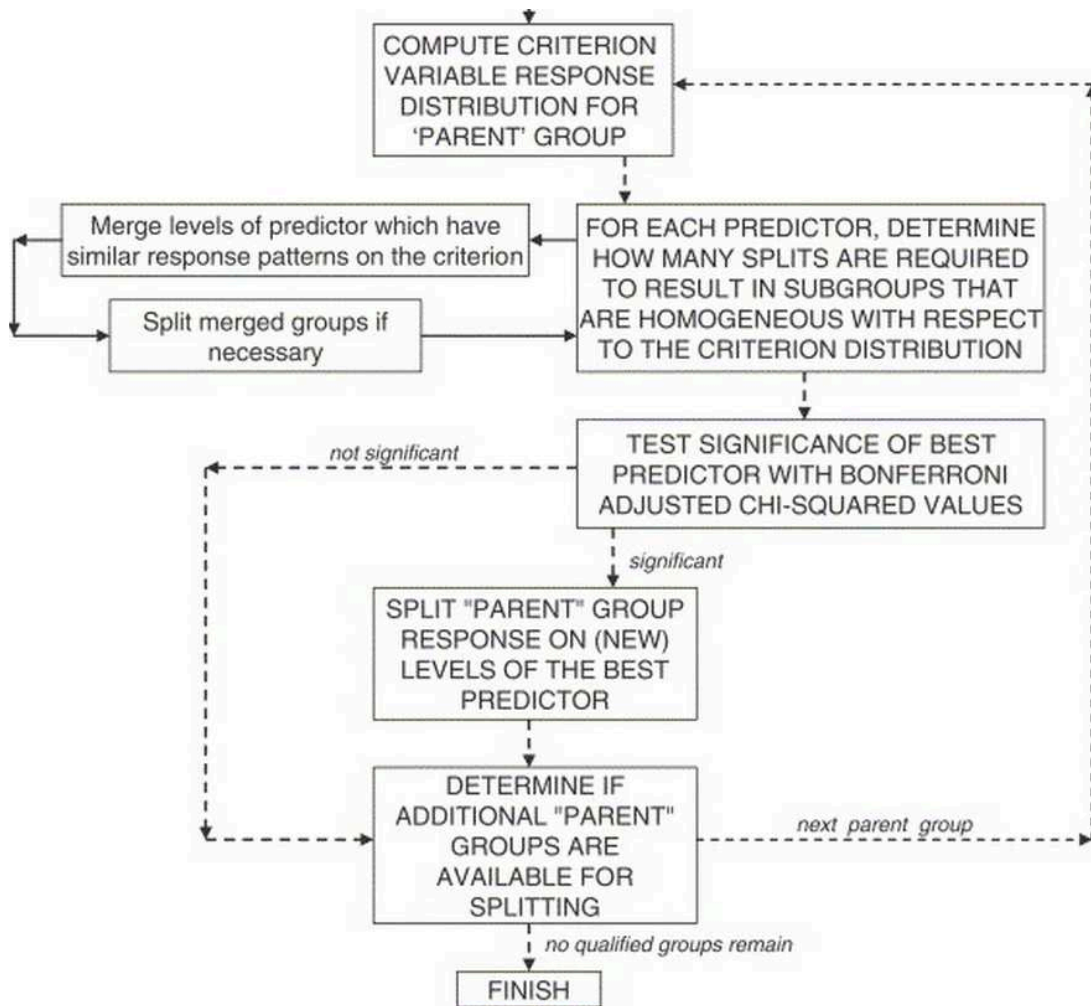 COMPUTE CRITERION
VARIABLE RESPONSE
DISTRIBUTION FOR
‘PARENT’ GROUP
Merge levels of predictor which have
similar response patterns on the criterion
FOR EACH PREDICTOR, DETERMINE
HOW MANY SPLITS ARE REQUIRED
TO RESULT IN SUBGROUPS THAT
ARE HOMOGENEOUS WITH RESPECT
TO THE CRITERION DISTRIBUTION
Split merged groups if
necessary
TEST SIGNIFICANCE OF BEST
PREDICTOR WITH BONFERRONI
ADJUSTED CHI-SQUARED VALUES
not significant
significant
SPLIT "PARENT" GROUP
RESPONSE ON (NEW)
LEVELS OF THE BEST
PREDICTOR
DETERMINE IF
ADDITIONAL "PARENT"
GROUPS ARE
AVAILABLE FOR
SPLITTING
next parent group
no qualified groups remain
FINISH